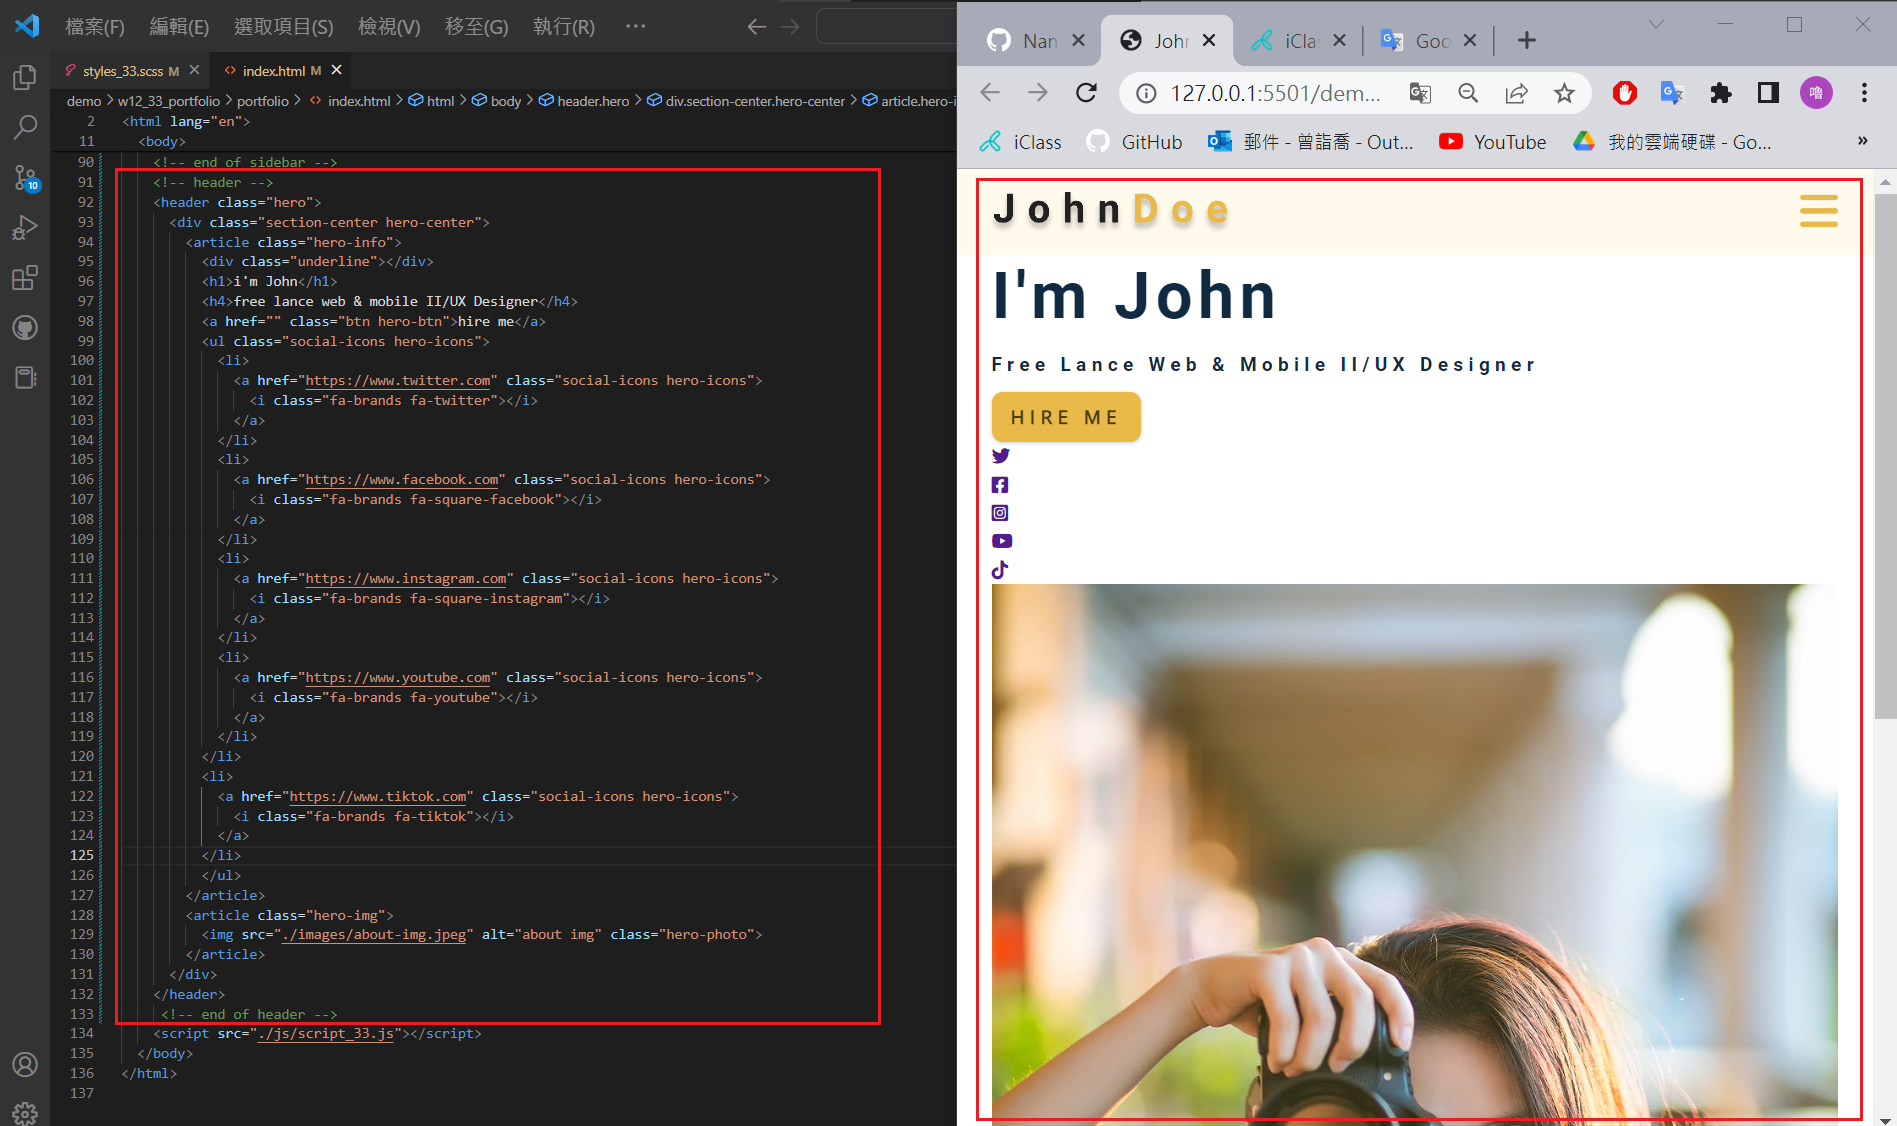 檔案(F) 編輯(E) 選取項目(S) 檢視(V) 移至(G) 執行(R) ···
styles_33.scss M
index.html M
demo > w12_33_portfolio > portfolio > index.html > html > body > header.hero > div.section-center.hero-center > article.hero-i
10
2 <html lang="en">
11 <body>
90 <!-- end of sidebar -->
91 <!-- header -->
92 <header class="hero">
93 <div class="section-center hero-center">
94 <article class="hero-info">
95 <div class="underline"></div>
96 <h1>i'm John</h1>
97 <h4>free lance web & mobile II/UX Designer</h4>
98 <a href="" class="btn hero-btn">hire me</a>
99 <ul class="social-icons hero-icons">
100 <li>
101 <a href="https://www.twitter.com" class="social-icons hero-icons">
102 <i class="fa-brands fa-twitter"></i>
103 </a>
104 </li>
105 <li>
106 <a href="https://www.facebook.com" class="social-icons hero-icons">
107 <i class="fa-brands fa-square-facebook"></i>
108 </a>
109 </li>
110 <li>
111 <a href="https://www.instagram.com" class="social-icons hero-icons">
112 <i class="fa-brands fa-square-instagram"></i>
113 </a>
114 </li>
115 <li>
116 <a href="https://www.youtube.com" class="social-icons hero-icons">
117 <i class="fa-brands fa-youtube"></i>
118 </a>
119 </li>
120 </li>
121 <li>
122 <a href="https://www.tiktok.com" class="social-icons hero-icons">
123 <i class="fa-brands fa-tiktok"></i>
124 </a>
125 </li>
126 </ul>
127 </article>
128 <article class="hero-img">
129 <img src="./images/about-img.jpeg" alt="about img" class="hero-photo">
130 </article>
131 </div>
132 </header>
133 <!-- end of header -->
134 <script src="./js/script_33.js"></script>
135 </body>
136 </html>
137
Nan
John
iClas
Goo
127.0.0.1:5501/dem...
嚕
iClass
GitHub
郵件 - 曾詣喬 - Out...
YouTube
我的雲端硬碟 - Go...
»
JohnDoe
I'm John
Free Lance Web & Mobile II/UX Designer
HIRE ME